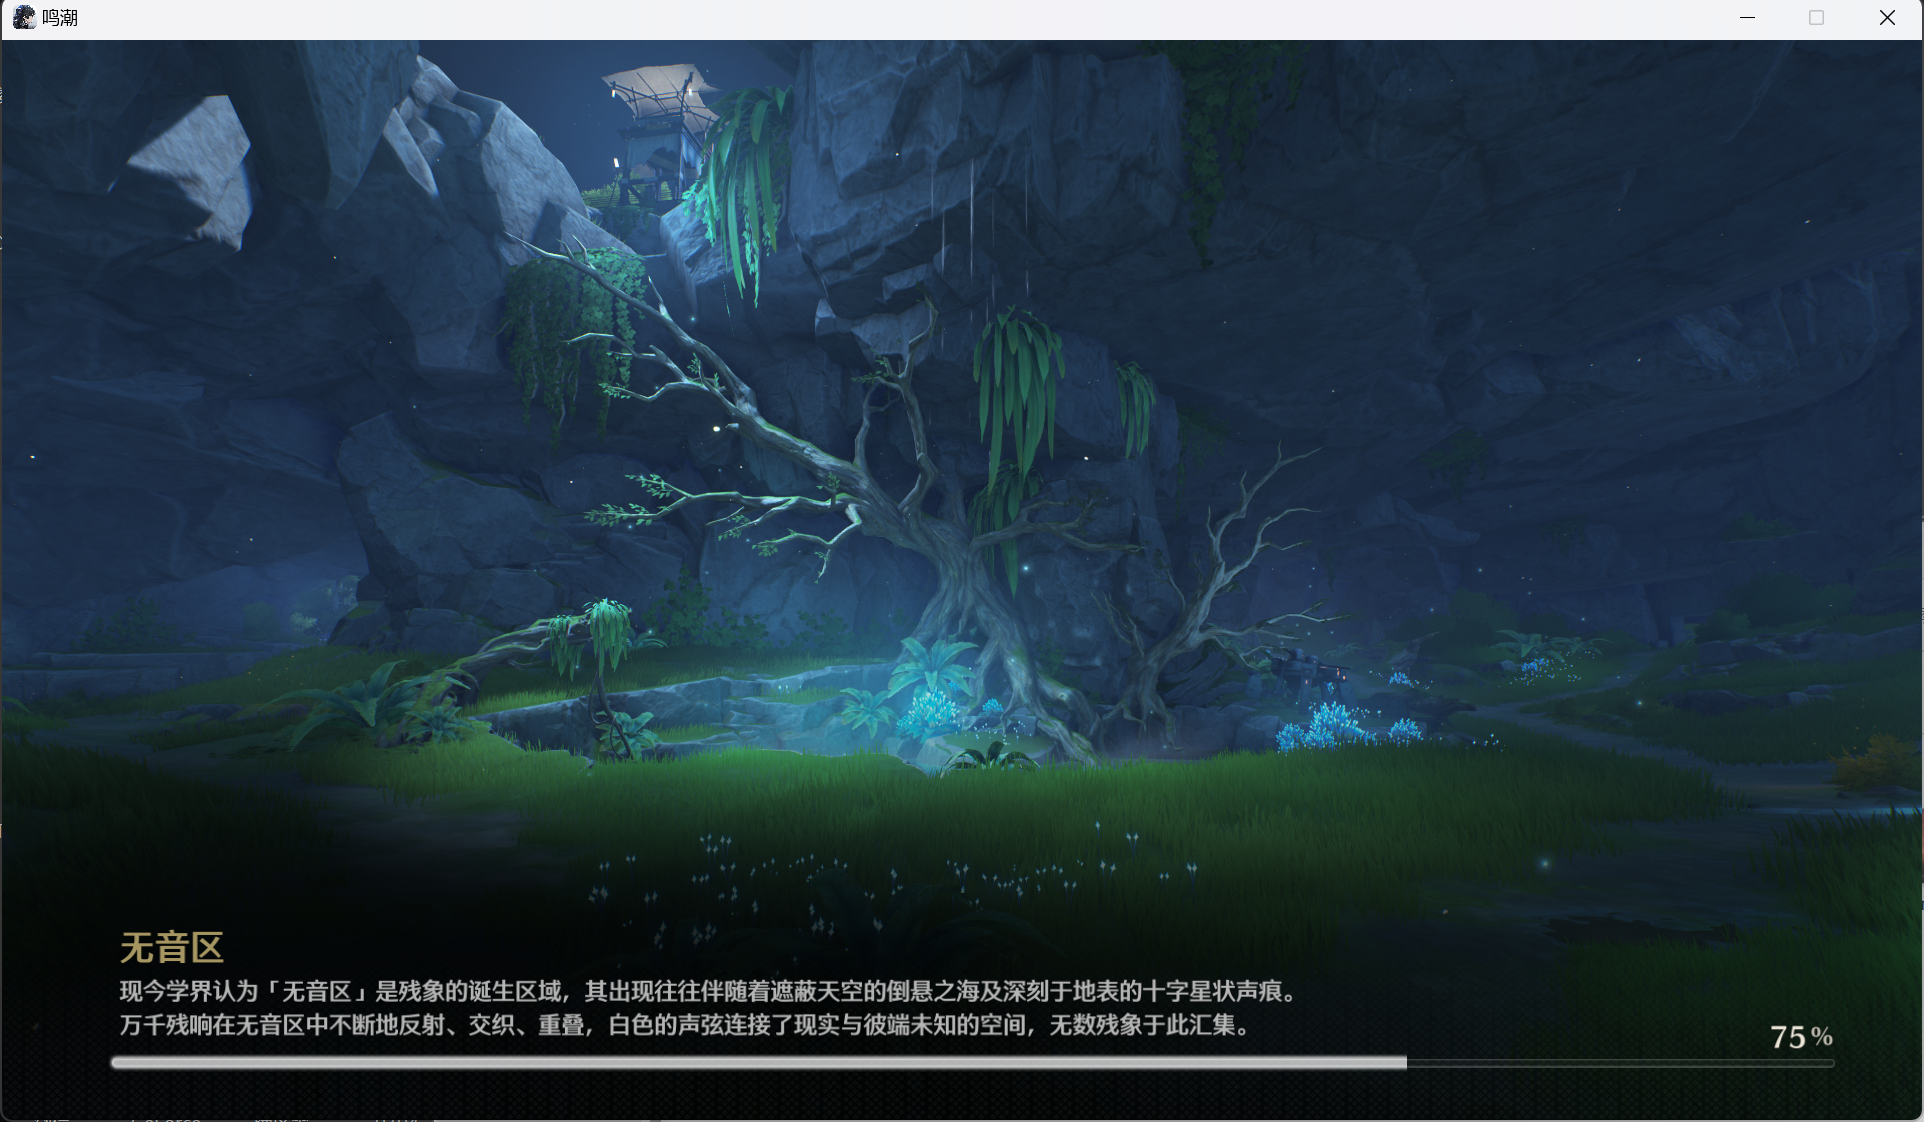 鸣潮
无音区
现今学界认为「无音区」是残象的诞生区域，其出现往往伴随着遮蔽天空的倒悬之海及深刻于地表的十字星状声痕。
万千残响在无音区中不断地反射、交织、重叠，白色的声弦连接了现实与彼端未知的空间，无数残象于此汇集。
75%